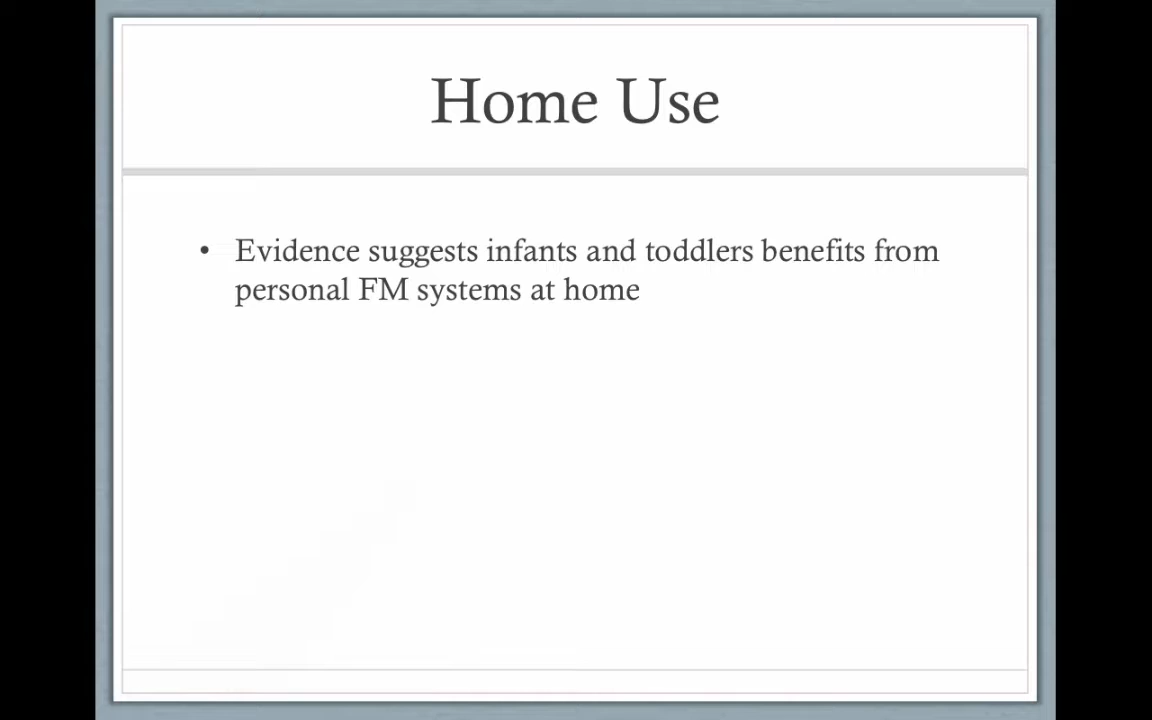 Home Use
• Evidence suggests infants and toddlers benefits from
personal FM systems at home